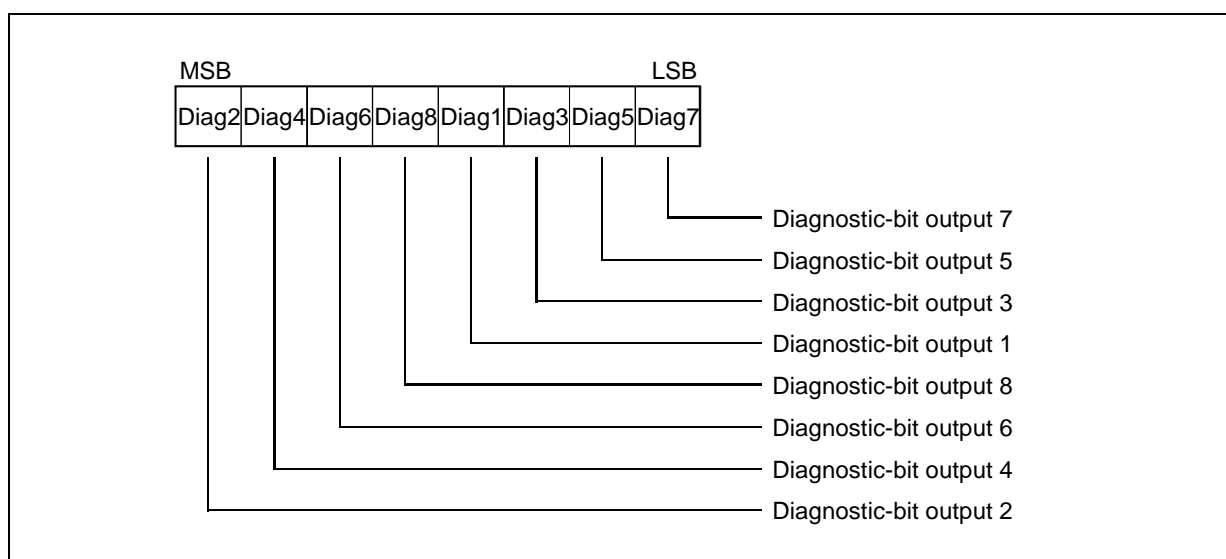 MSB LSB
Diag2 Diag4 Diag6 Diag8 Diag1 Diag3 Diag5 Diag7
Diagnostic-bit output 7
Diagnostic-bit output 5
Diagnostic-bit output 3
Diagnostic-bit output 1
Diagnostic-bit output 8
Diagnostic-bit output 6
Diagnostic-bit output 4
Diagnostic-bit output 2